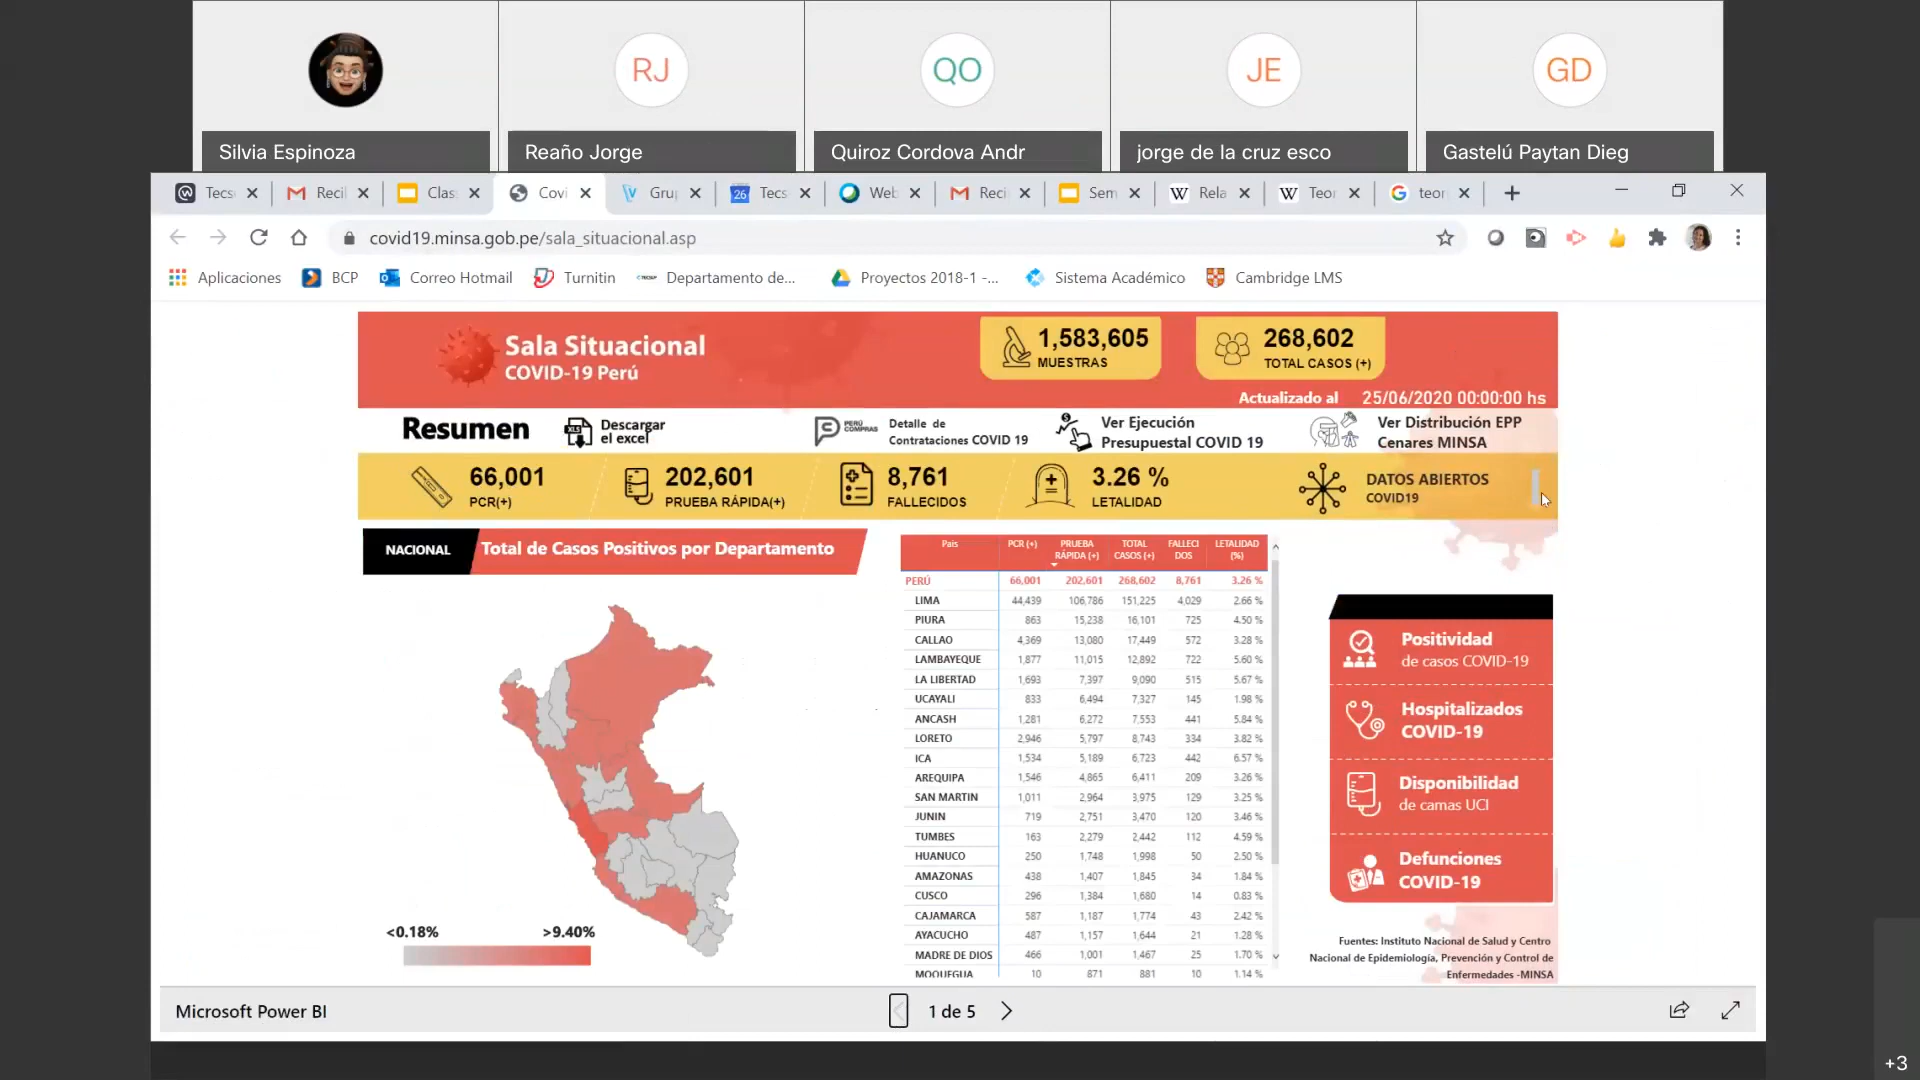 RJ
QO
JE
GD
Silvia Espinoza
Reaño Jorge
Quiroz Cordova Andr
jorge de la cruz esco
Gastelú Paytan Dieg
Tecs
Recil
Clas
Covi
Gru
26
Tecs
Web
Reci
Sem
Rela
Teor
teor
covid19.minsa.gob.pe/sala_situacional.asp
Aplicaciones
BCP
Correo Hotmail
Turnitin
Departamento de...
Proyectos 2018-1 -...
Sistema Académico
Cambridge LMS
Sala Situacional
COVID-19 Perú
1,583,605
MUESTRAS
268,602
TOTAL CASOS (+)
Actualizado al 25/06/2020 00:00:00 hs
Resumen
XLS
Descargar
el excel
PERÚ
COMPRAS
Detalle de
Contrataciones COVID 19
Ver Ejecución
Presupuestal COVID 19
Ver Distribución EPP
Cenares MINSA
66,001
PCR(+)
202,601
PRUEBA RÁPIDA(+)
8,761
FALLECIDOS
3.26 %
LETALIDAD
DATOS ABIERTOS
COVID19
NACIONAL
Total de Casos Positivos por Departamento
<0.18%
>9.40%
País PCR (+) PRUEBA RÁPIDA (+) TOTAL CASOS (+) FALLECI DOS LETALIDAD (%)
PERÚ 66,001 202,601 268,602 8,761 3.26 %
LIMA 44,439 106,786 151,225 4,029 2.66 %
PIURA 863 15,238 16,101 725 4.50 %
CALLAO 4,369 13,080 17,449 572 3.28 %
LAMBAYEQUE 1,877 11,015 12,892 722 5.60 %
LA LIBERTAD 1,693 7,397 9,090 515 5.67 %
UCAYALI 833 6,494 7,327 145 1.98 %
ANCASH 1,281 6,272 7,553 441 5.84 %
LORETO 2,946 5,797 8,743 334 3.82 %
ICA 1,534 5,189 6,723 442 6.57 %
AREQUIPA 1,546 4,865 6,411 209 3.26 %
SAN MARTIN 1,011 2,964 3,975 129 3.25 %
JUNIN 719 2,751 3,470 120 3.46 %
TUMBES 163 2,279 2,442 112 4.59 %
HUANUCO 250 1,748 1,998 50 2.50 %
AMAZONAS 438 1,407 1,845 34 1.84 %
CUSCO 296 1,384 1,680 14 0.83 %
CAJAMARCA 587 1,187 1,774 43 2.42 %
AYACUCHO 487 1,157 1,644 21 1.28 %
MADRE DE DIOS 466 1,001 1,467 25 1.70 %
MOQUEGUA 10 871 881 10 1.14 %
Positividad
de casos COVID-19
Hospitalizados
COVID-19
Disponibilidad
de camas UCI
Defunciones
COVID-19
Fuentes: Instituto Nacional de Salud y Centro
Nacional de Epidemiología, Prevención y Control de
Enfermedades -MINSA
Microsoft Power BI
1 de 5
+3